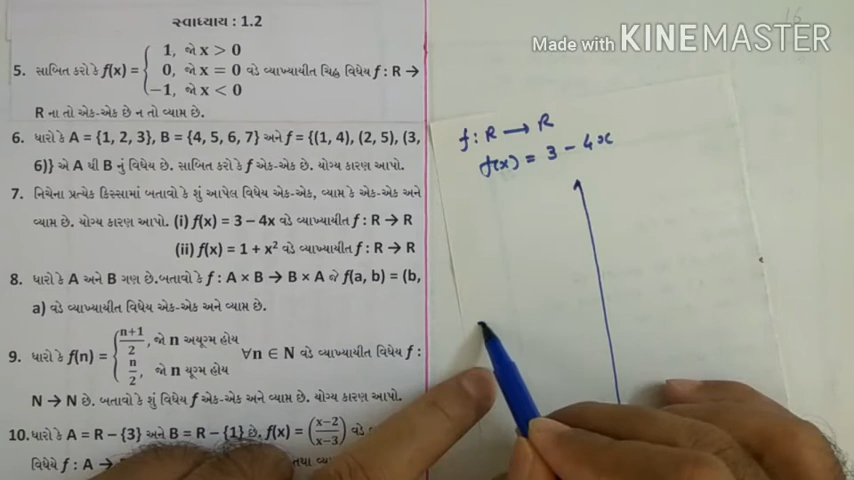 સ્વાધ્યાય : 1.2
5. સાબિત કરો કે f(x) = { 1, જો x > 0
0, જો x = 0 વડે વ્યાખ્યાયીત ચિહ્ન વિધેય f : R →
−1, જો x < 0
R ના તો એક-એક છે ન તો વ્યાપ્ત છે.
6. ધારો કે A = {1, 2, 3}, B = {4, 5, 6, 7} અને f = {(1, 4), (2, 5), (3,
6)} એ A થી B નું વિધેય છે. સાબિત કરો કે f એક-એક છે. યોગ્ય કારણ આપો.
7. નિચેના પ્રત્યેક કિસ્સામાં બતાવો કે શું આપેલ વિધેય એક-એક, વ્યાપ્ત કે એક-એક અને
વ્યાપ્ત છે. યોગ્ય કારણ આપો. (i) f(x) = 3 − 4x વડે વ્યાખ્યાયીત f : R → R
(ii) f(x) = 1 + x² વડે વ્યાખ્યાયીત f : R → R
8. ધારો કે A અને B ગણ છે.બતાવો કે f : A × B → B × A જે f(a, b) = (b,
a) વડે વ્યાખ્યાયીત વિધેય એક-એક અને વ્યાપ્ત છે.
9. ધારો કે f(n) = { n+1/2, જો n અયૂગ્મ હોય
∀n ∈ N વડે વ્યાખ્યાયીત વિધેય f :
n/2, જો n યૂગ્મ હોય
N → N છે. બતાવો કે શું વિધેય f એક-એક અને વ્યાપ્ત છે. યોગ્ય કારણ આપો.
10. ધારો કે A = R − {3} અને B = R − {1} છે. f(x) = (x−2/x−3) વડે
વિધેય f : A →
f : R → R
f(x) = 3 − 4x
Made with KINEMASTER